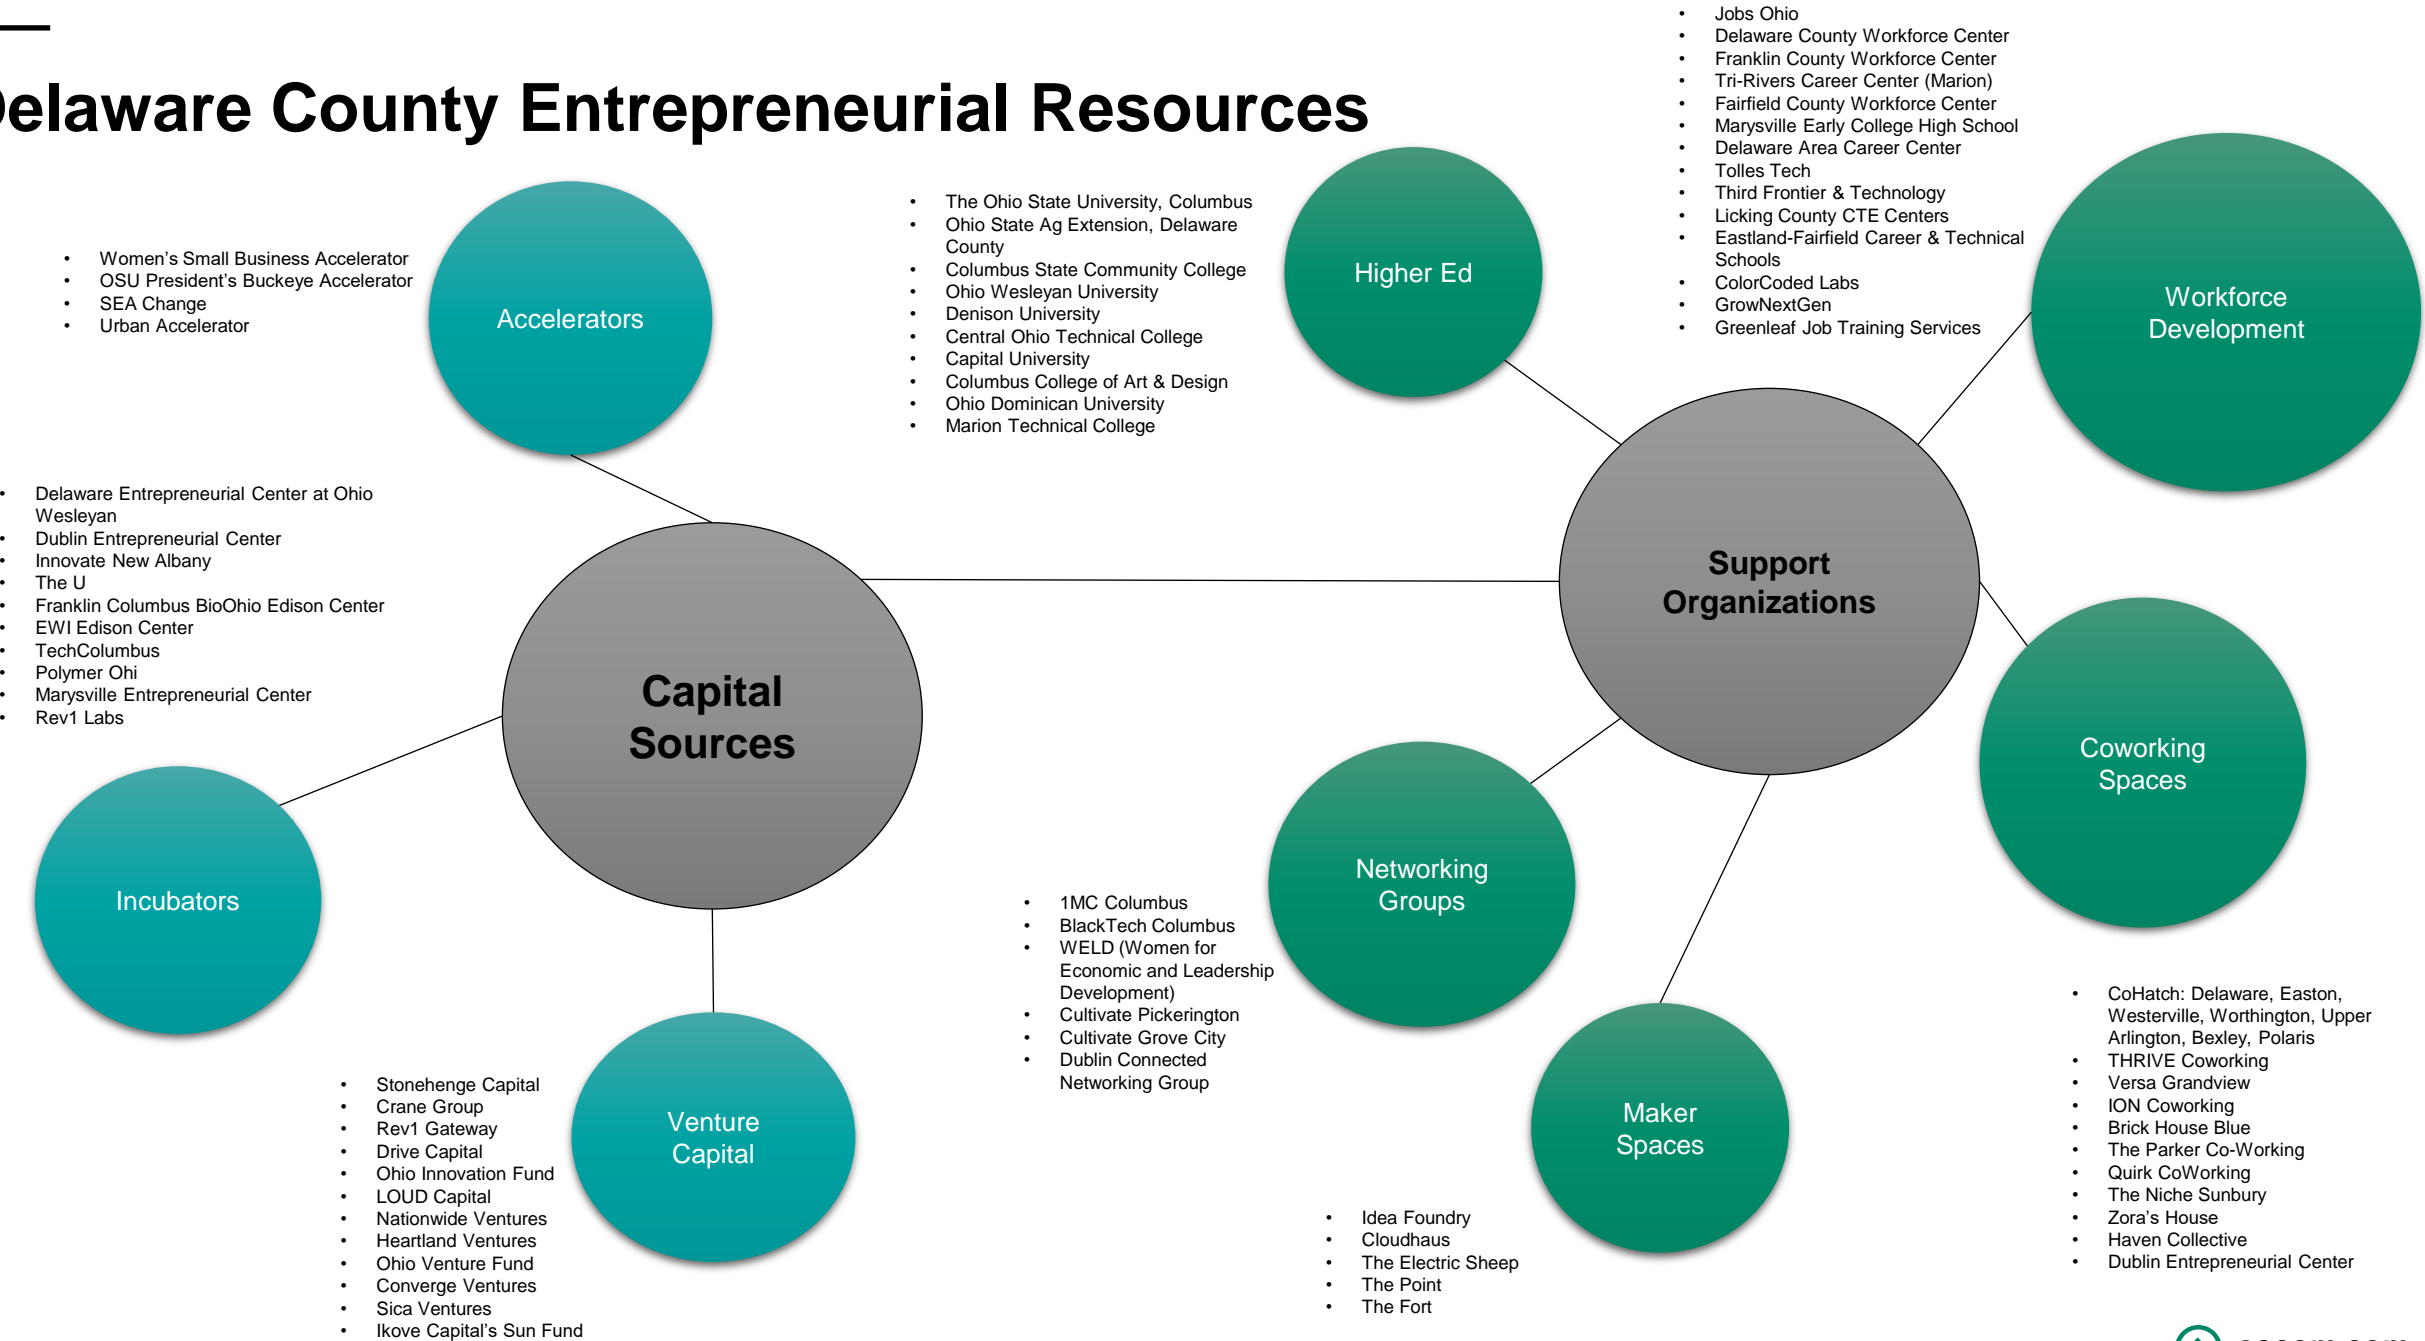 Delaware County Entrepreneurial Resources
• Women’s Small Business Accelerator
• OSU President’s Buckeye Accelerator
• SEA Change
• Urban Accelerator
Accelerators
• Delaware Entrepreneurial Center at Ohio
Wesleyan
• Dublin Entrepreneurial Center
• Innovate New Albany
• The U
• Franklin Columbus BioOhio Edison Center
• EWI Edison Center
• TechColumbus
• Polymer Ohi
• Marysville Entrepreneurial Center
• Rev1 Labs
Incubators
Capital
Sources
• Stonehenge Capital
• Crane Group
• Rev1 Gateway
• Drive Capital
• Ohio Innovation Fund
• LOUD Capital
• Nationwide Ventures
• Heartland Ventures
• Ohio Venture Fund
• Converge Ventures
• Sica Ventures
• Ikove Capital’s Sun Fund
Venture
Capital
• The Ohio State University, Columbus
• Ohio State Ag Extension, Delaware
County
• Columbus State Community College
• Ohio Wesleyan University
• Denison University
• Central Ohio Technical College
• Capital University
• Columbus College of Art & Design
• Ohio Dominican University
• Marion Technical College
Higher Ed
• Jobs Ohio
• Delaware County Workforce Center
• Franklin County Workforce Center
• Tri-Rivers Career Center (Marion)
• Fairfield County Workforce Center
• Marysville Early College High School
• Delaware Area Career Center
• Tolles Tech
• Third Frontier & Technology
• Licking County CTE Centers
• Eastland-Fairfield Career & Technical
Schools
• ColorCoded Labs
• GrowNextGen
• Greenleaf Job Training Services
Workforce
Development
Support
Organizations
Coworking
Spaces
• CoHatch: Delaware, Easton,
Westerville, Worthington, Upper
Arlington, Bexley, Polaris
• THRIVE Coworking
• Versa Grandview
• ION Coworking
• Brick House Blue
• The Parker Co-Working
• Quirk CoWorking
• The Niche Sunbury
• Zora’s House
• Haven Collective
• Dublin Entrepreneurial Center
Networking
Groups
• 1MC Columbus
• BlackTech Columbus
• WELD (Women for
Economic and Leadership
Development)
• Cultivate Pickerington
• Cultivate Grove City
• Dublin Connected
Networking Group
Maker
Spaces
• Idea Foundry
• Cloudhaus
• The Electric Sheep
• The Point
• The Fort